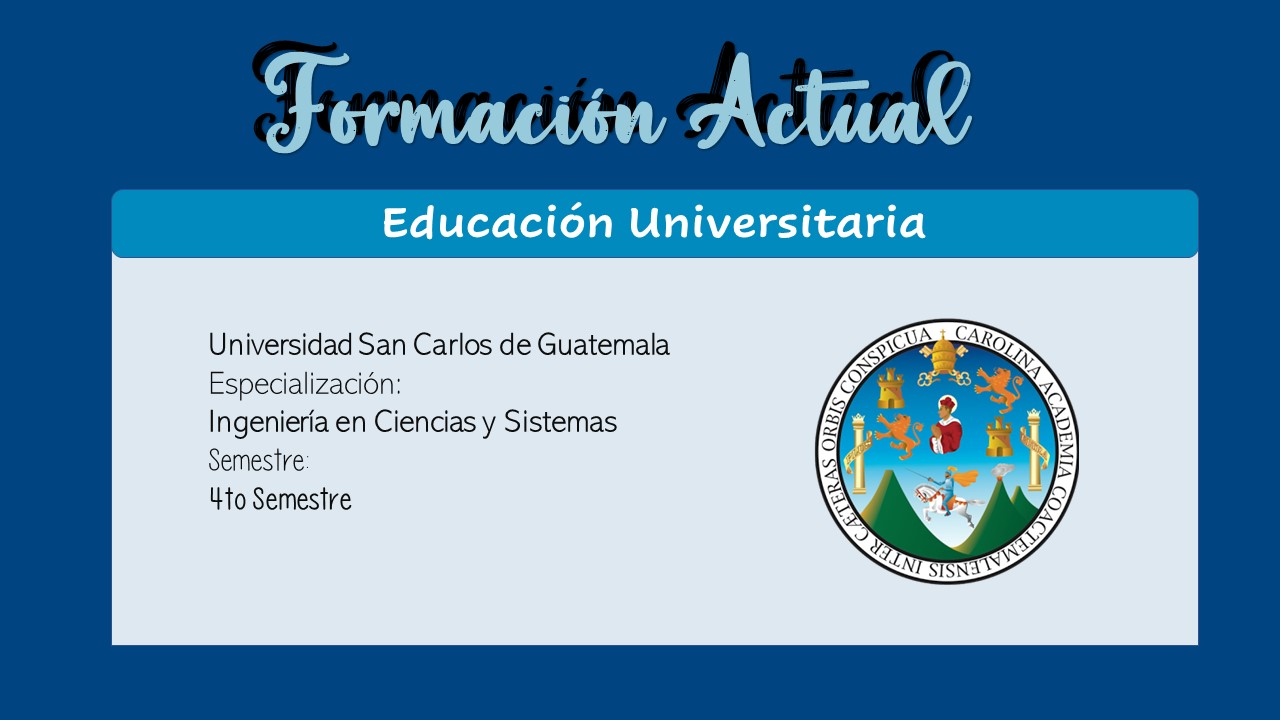 Formación Actual
Educación Universitaria
Universidad San Carlos de Guatemala
Especialización:
Ingeniería en Ciencias y Sistemas
Semestre:
4to Semestre
CAROLINA ACADEMIA COACTEMALENSIS INTER CÆTERAS ORBIS CONSPICUA